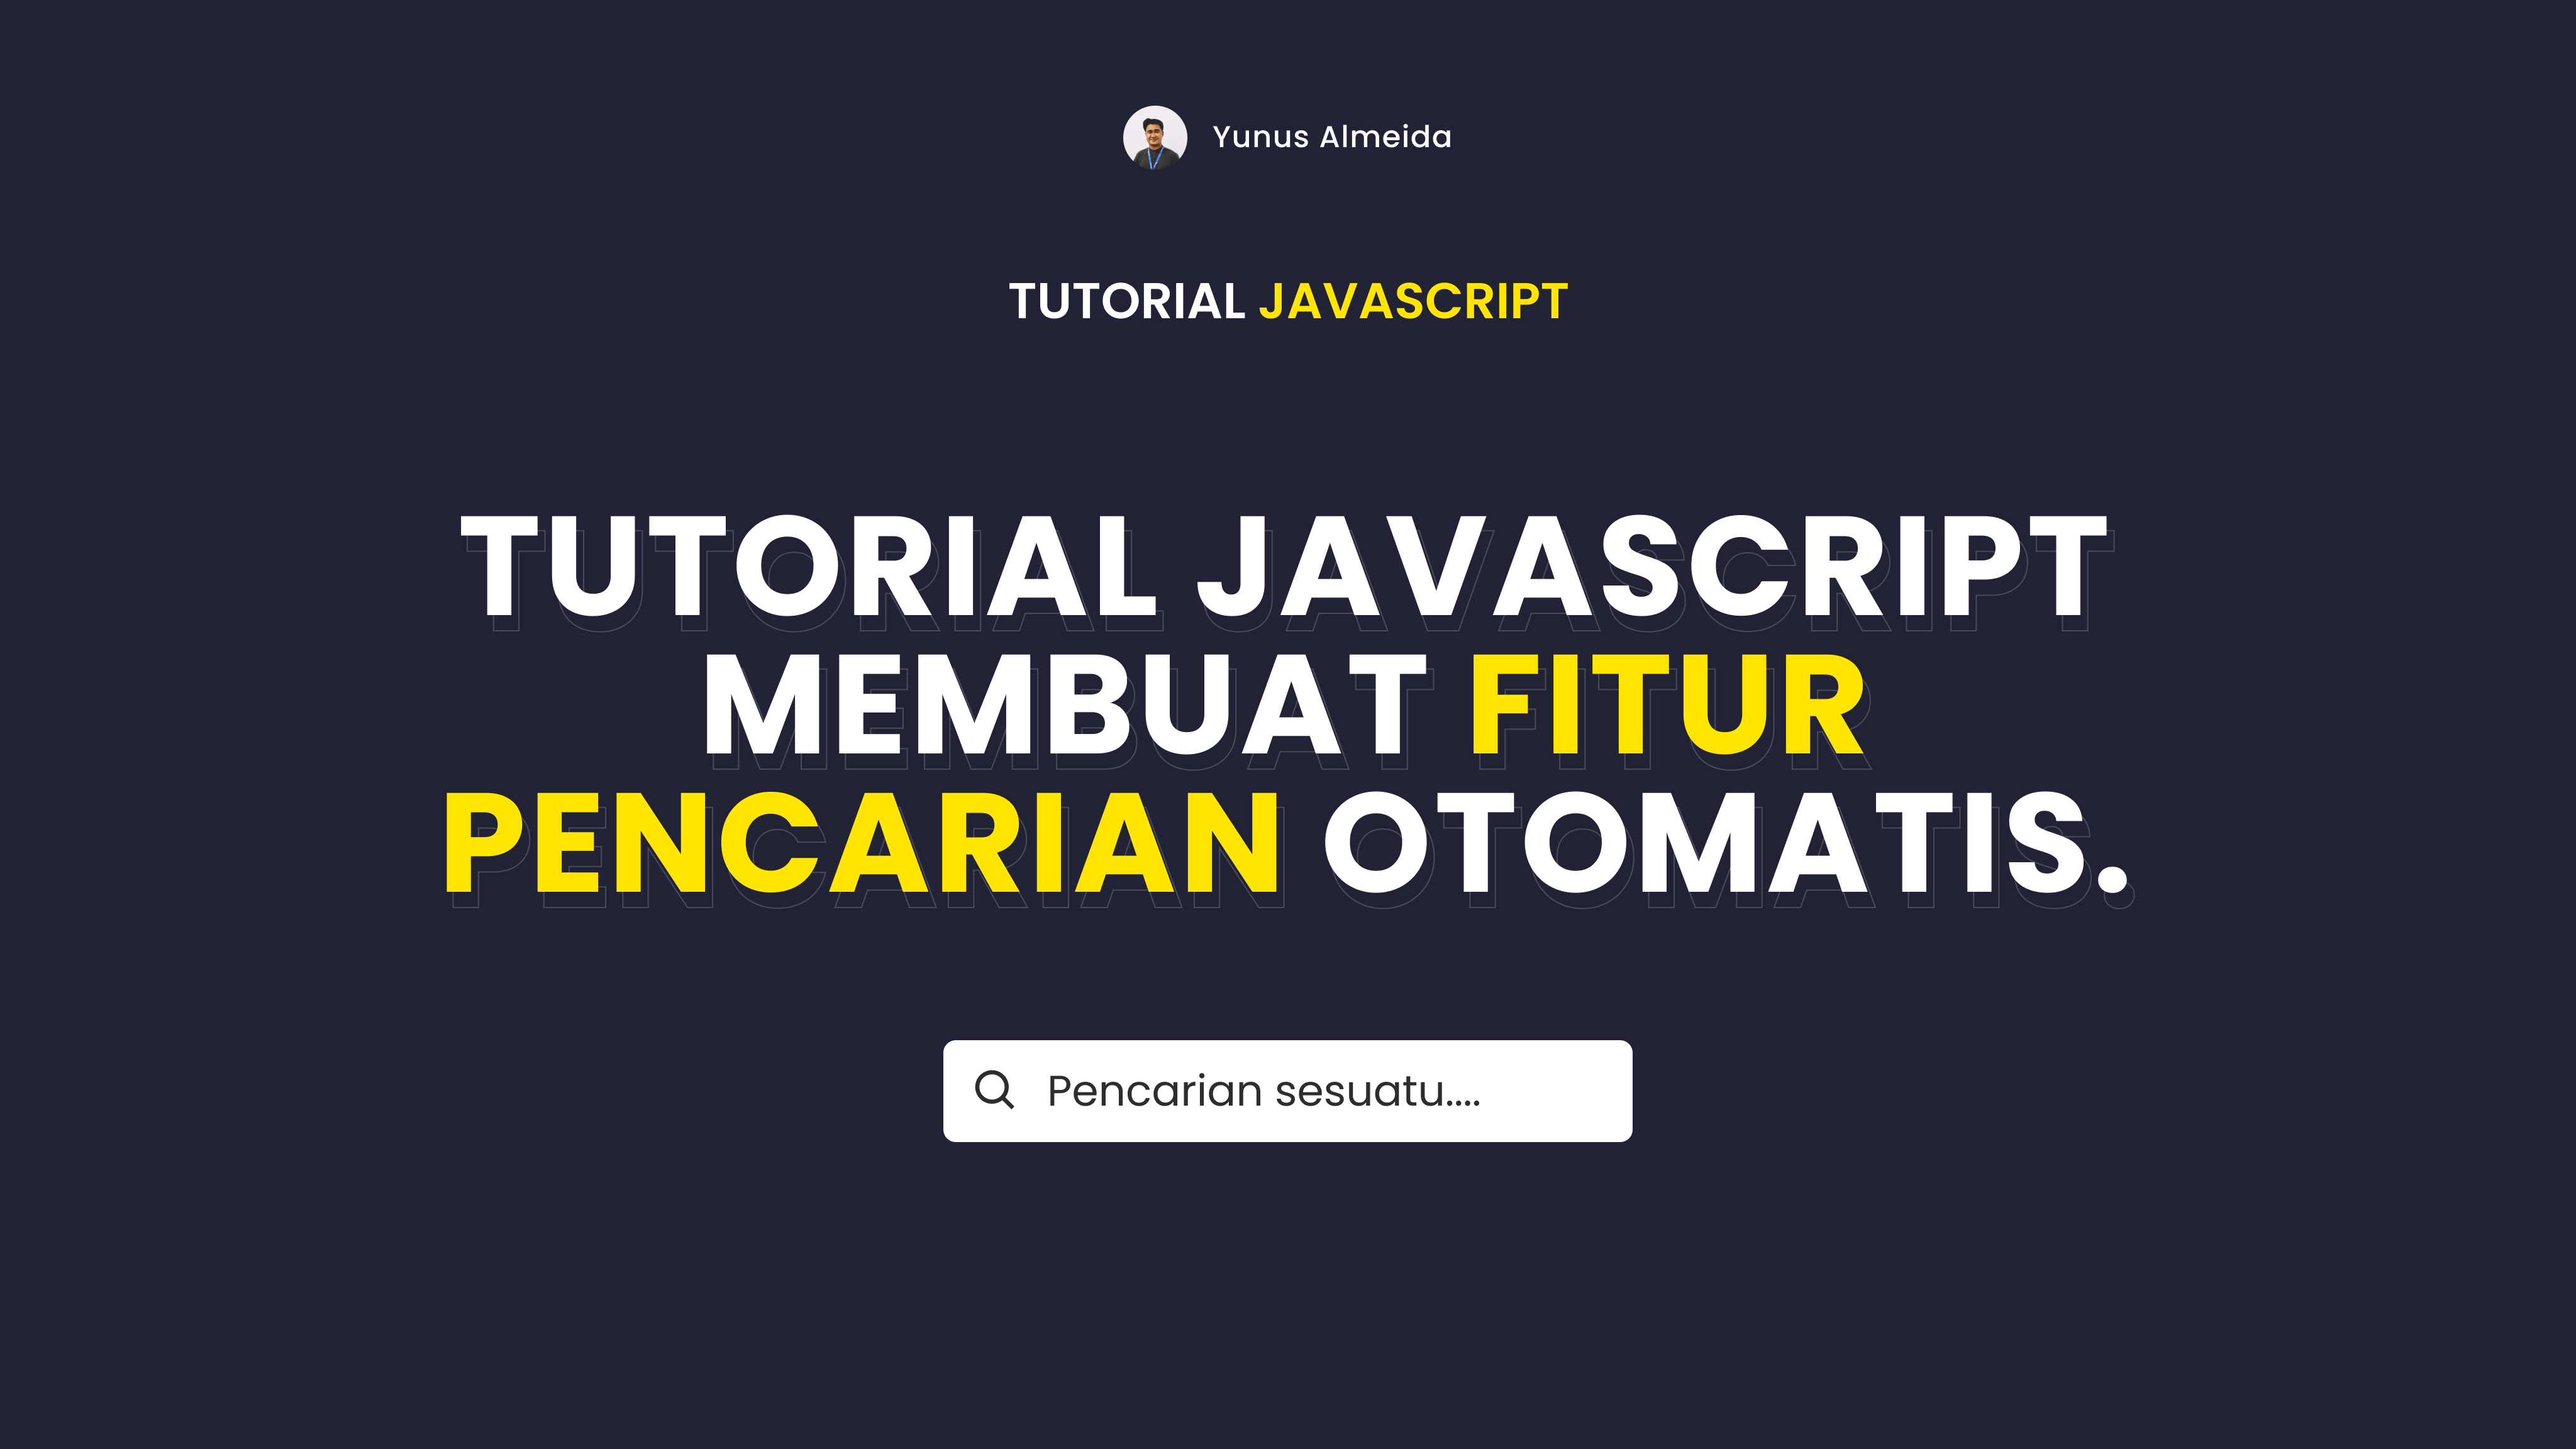 Yunus Almeida
TUTORIAL JAVASCRIPT
TUTORIAL JAVASCRIPT
MEMBUAT FITUR
PENCARIAN OTOMATIS.
Pencarian sesuatu....